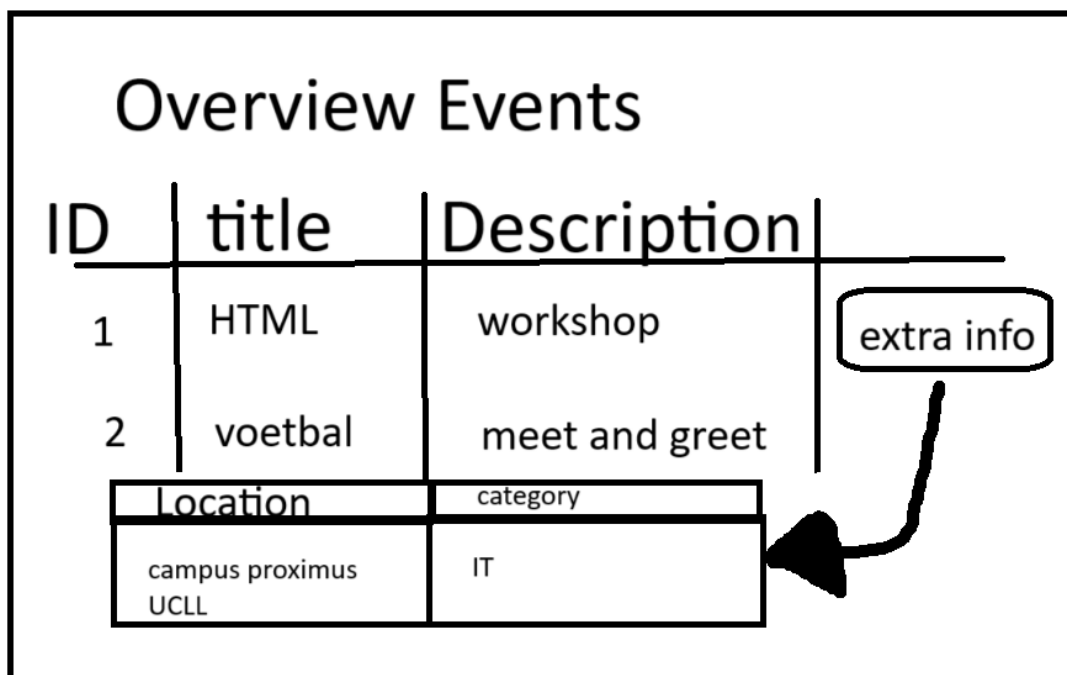 Overview Events
ID title Description
1 HTML workshop extra info
2 voetbal meet and greet
Location category
campus proximus IT
UCLL